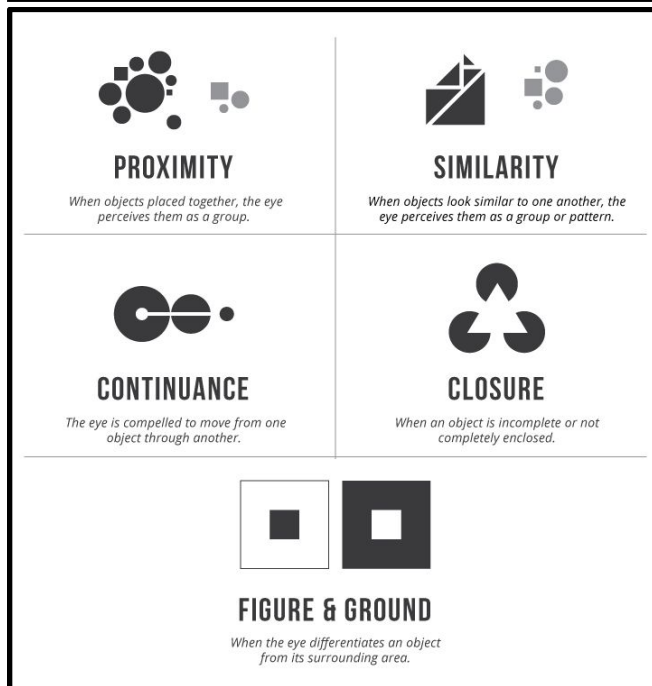 PROXIMITY
When objects placed together, the eye
perceives them as a group.
SIMILARITY
When objects look similar to one another, the
eye perceives them as a group or pattern.
CONTINUANCE
The eye is compelled to move from one
object through another.
CLOSURE
When an object is incomplete or not
completely enclosed.
FIGURE & GROUND
When the eye differentiates an object
from its surrounding area.